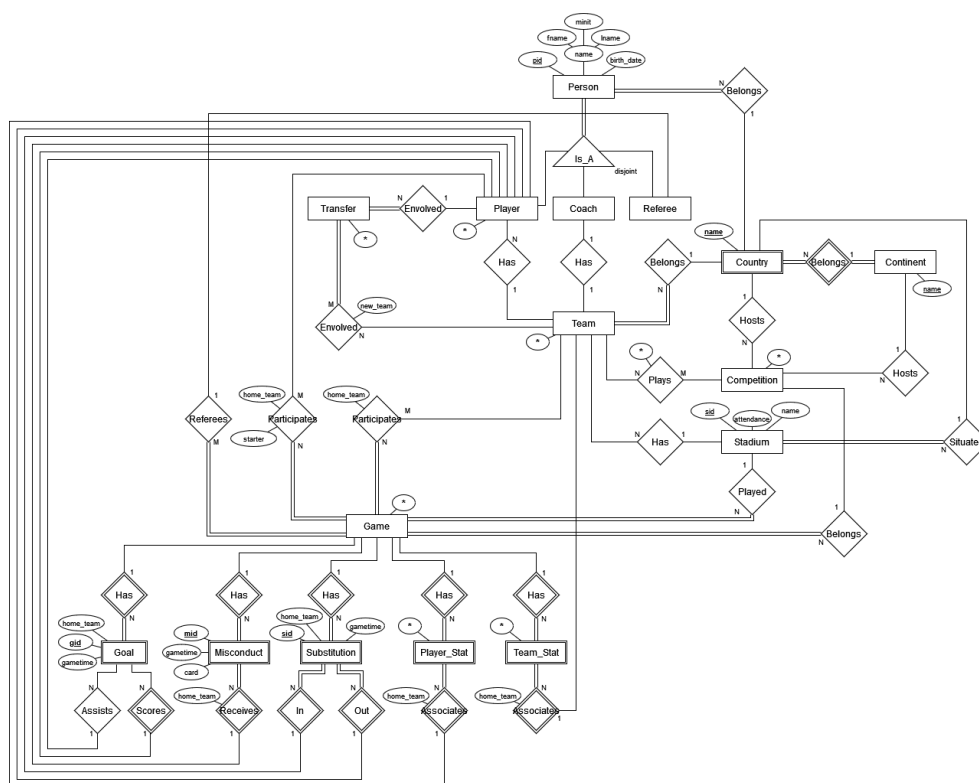 minit
fname
lname
name
pid
birth_date
Person
N
Belongs
1
Is_A
disjoint
Transfer
N
Envolved
1
Player
Coach
Referee
*
*
name
Country
N
Belongs
1
Continent
name
N
Has
1
1
Has
1
Belongs
1
N
M
new_team
Envolved
N
Team
*
1
Hosts
N
*
N
Plays
M
*
Competition
1
Hosts
N
1
Referees
M
home_team
M
Participates
starter
N
home_team
M
Participates
N
N
Has
1
sid
attendance
name
Stadium
1
N
Situated
1
Played
N
*
Game
1
Belongs
N
1
Has
N
1
Has
N
1
Has
N
1
Has
N
1
Has
N
home_team
gid
gametime
Goal
mid
gametime
card
Misconduct
home_team
sid
gametime
Substitution
*
Player_Stat
*
Team_Stat
N
Assists
1
N
Scores
1
N
home_team
Receives
1
N
In
1
N
Out
1
N
home_team
Associates
1
N
home_team
Associates
1